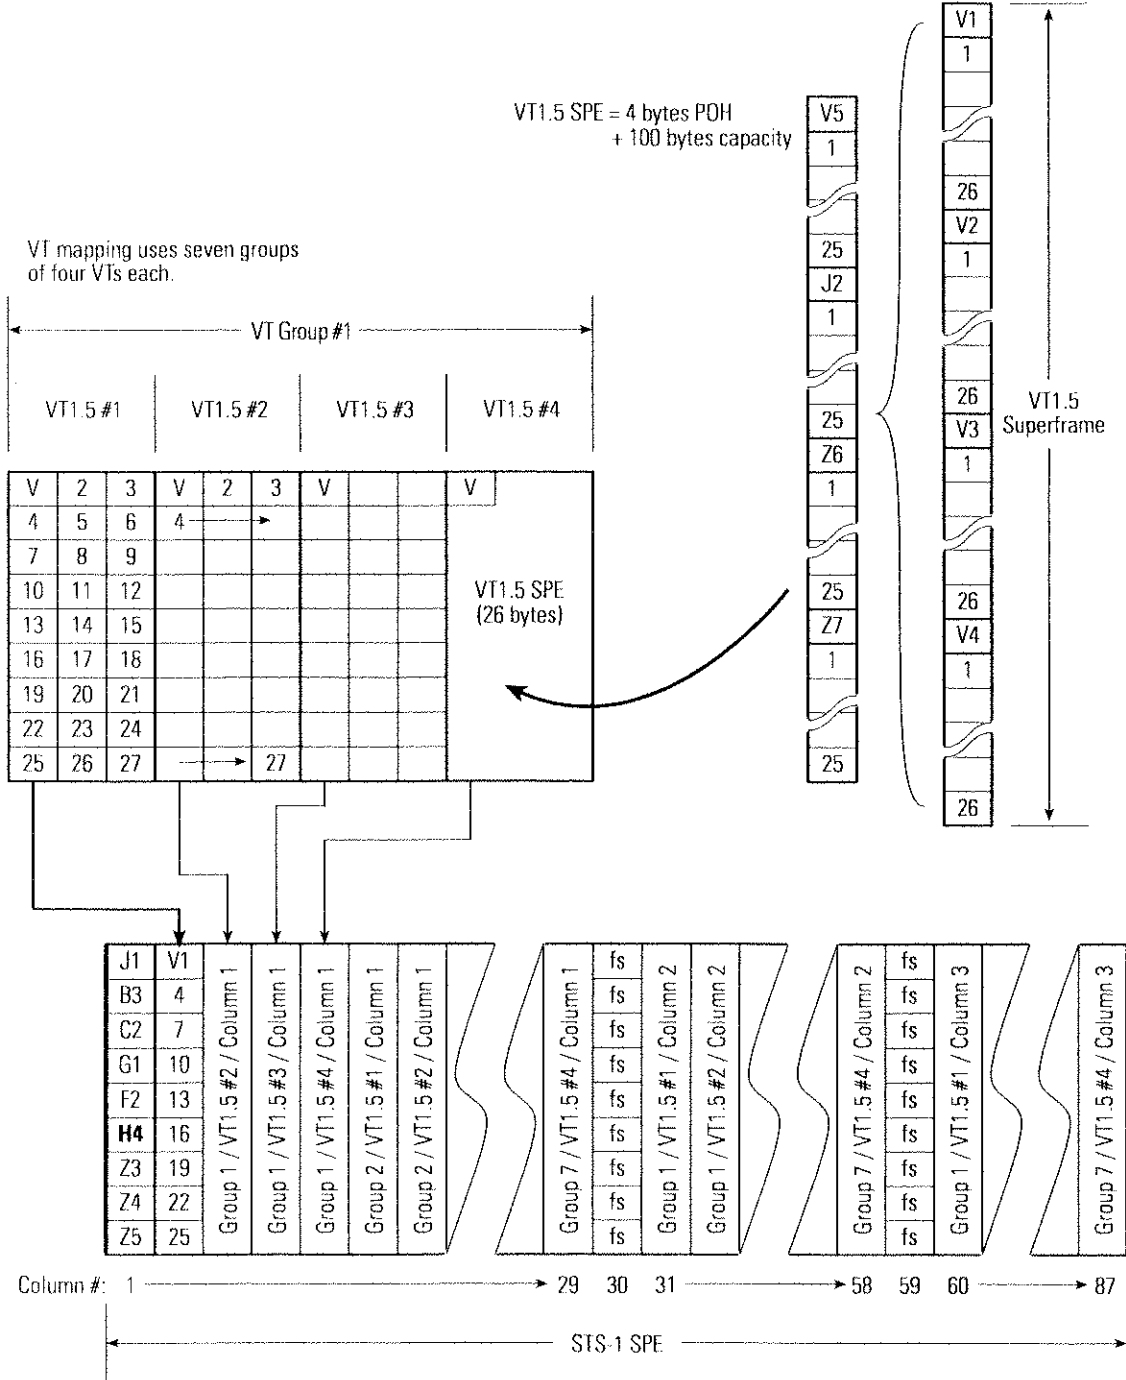 VT1.5 SPE = 4 bytes POH
+ 100 bytes capacity
V5
1
25
J2
1
25
Z6
1
25
Z7
1
25
V1
1
26
V2
1
26
V3
1
26
V4
1
26
VT1.5
Superframe
VT mapping uses seven groups
of four VTs each.
VT Group #1
VT1.5 #1 VT1.5 #2 VT1.5 #3 VT1.5 #4
V 2 3 V 2 3 V V
4 5 6 4
7 8 9
10 11 12
13 14 15
16 17 18
19 20 21
22 23 24
25 26 27 27
VT1.5 SPE
(26 bytes)
J1 V1
B3 4
C2 7
G1 10
F2 13
H4 16
Z3 19
Z4 22
Z5 25
Group 1 / VT1.5 #2 / Column 1
Group 1 / VT1.5 #3 / Column 1
Group 1 / VT1.5 #4 / Column 1
Group 2 / VT1.5 #1 / Column 1
Group 2 / VT1.5 #2 / Column 1
Group 7 / VT1.5 #4 / Column 1
fs
fs
fs
fs
fs
fs
fs
fs
fs
Group 1 / VT1.5 #1 / Column 2
Group 1 / VT1.5 #2 / Column 2
Group 7 / VT1.5 #4 / Column 2
fs
fs
fs
fs
fs
fs
fs
fs
fs
Group 1 / VT1.5 #1 / Column 3
Group 7 / VT1.5 #4 / Column 3
Column #: 1 29 30 31 58 59 60 87
STS-1 SPE